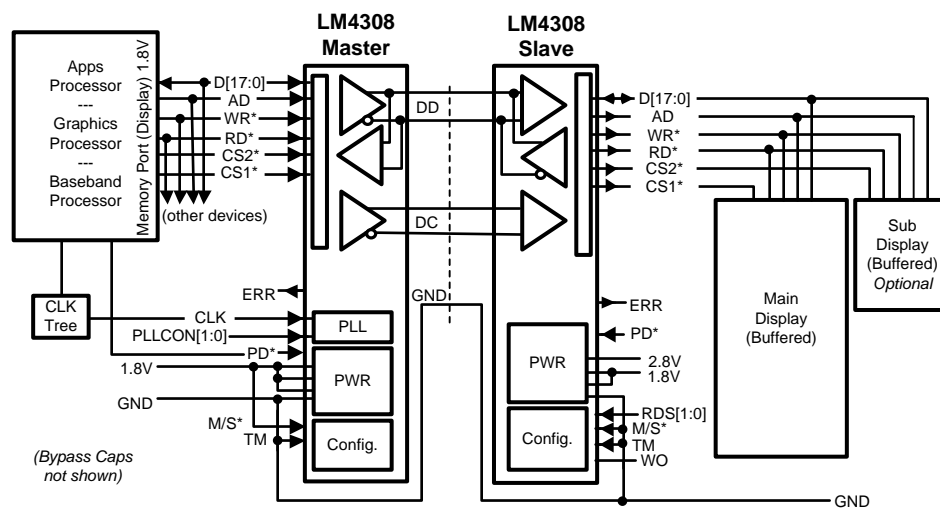 LM4308
Master
LM4308
Slave
Apps
Processor
---
Graphics
Processor
---
Baseband
Processor
Memory Port (Display) 1.8V
D[17:0]
AD
WR*
RD*
CS2*
CS1*
(other devices)
DD
DC
D[17:0]
AD
WR*
RD*
CS2*
CS1*
Sub
Display
(Buffered)
Optional
Main
Display
(Buffered)
CLK
Tree
ERR
CLK
PLLCON[1:0]
PD*
1.8V
GND
M/S*
TM
PLL
PWR
Config.
GND
ERR
PD*
PWR
2.8V
1.8V
Config.
RDS[1:0]
M/S*
TM
WO
GND
(Bypass Caps
not shown)